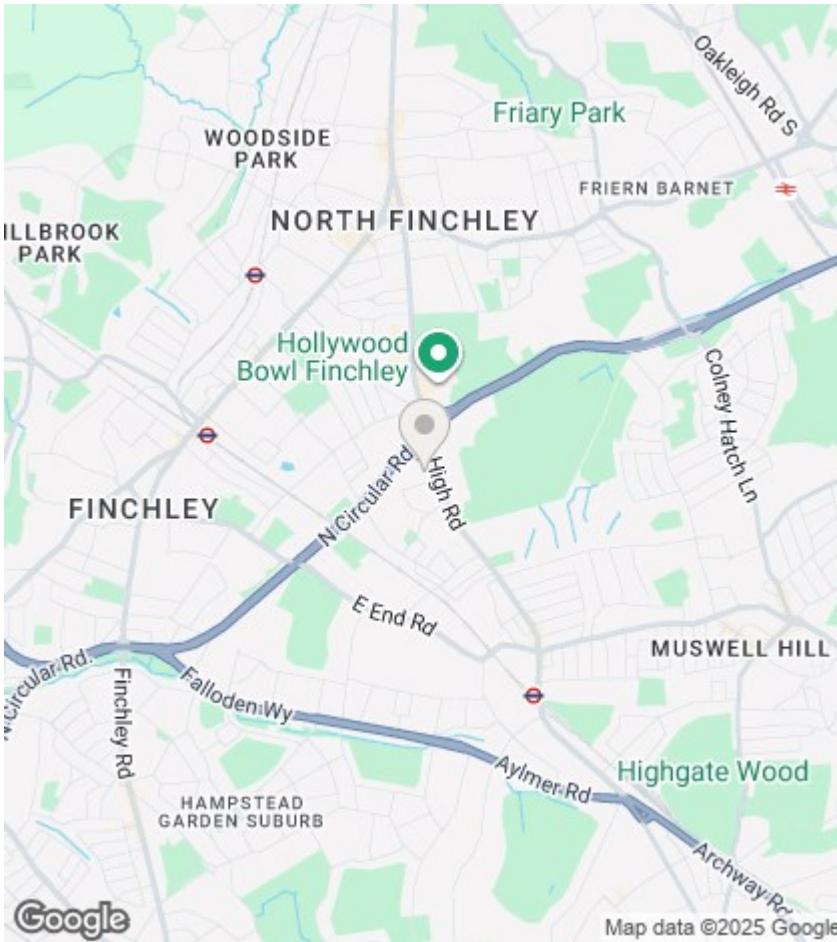 Oakleigh Rd S
Friary Park
WOODSIDE
PARK
FRIERN BARNET
NORTH FINCHLEY
ILLBROOK
PARK
Hollywood
Bowl Finchley
Colney Hatch Ln
High Rd
N Circular Rd
FINCHLEY
E End Rd
MUSWELL HILL
N Circular Rd.
Finchley Rd
Falloden Wy
Aylmer Rd
Highgate Wood
HAMPSTEAD
GARDEN SUBURB
Archway Rd
Google
Map data ©2025 Google